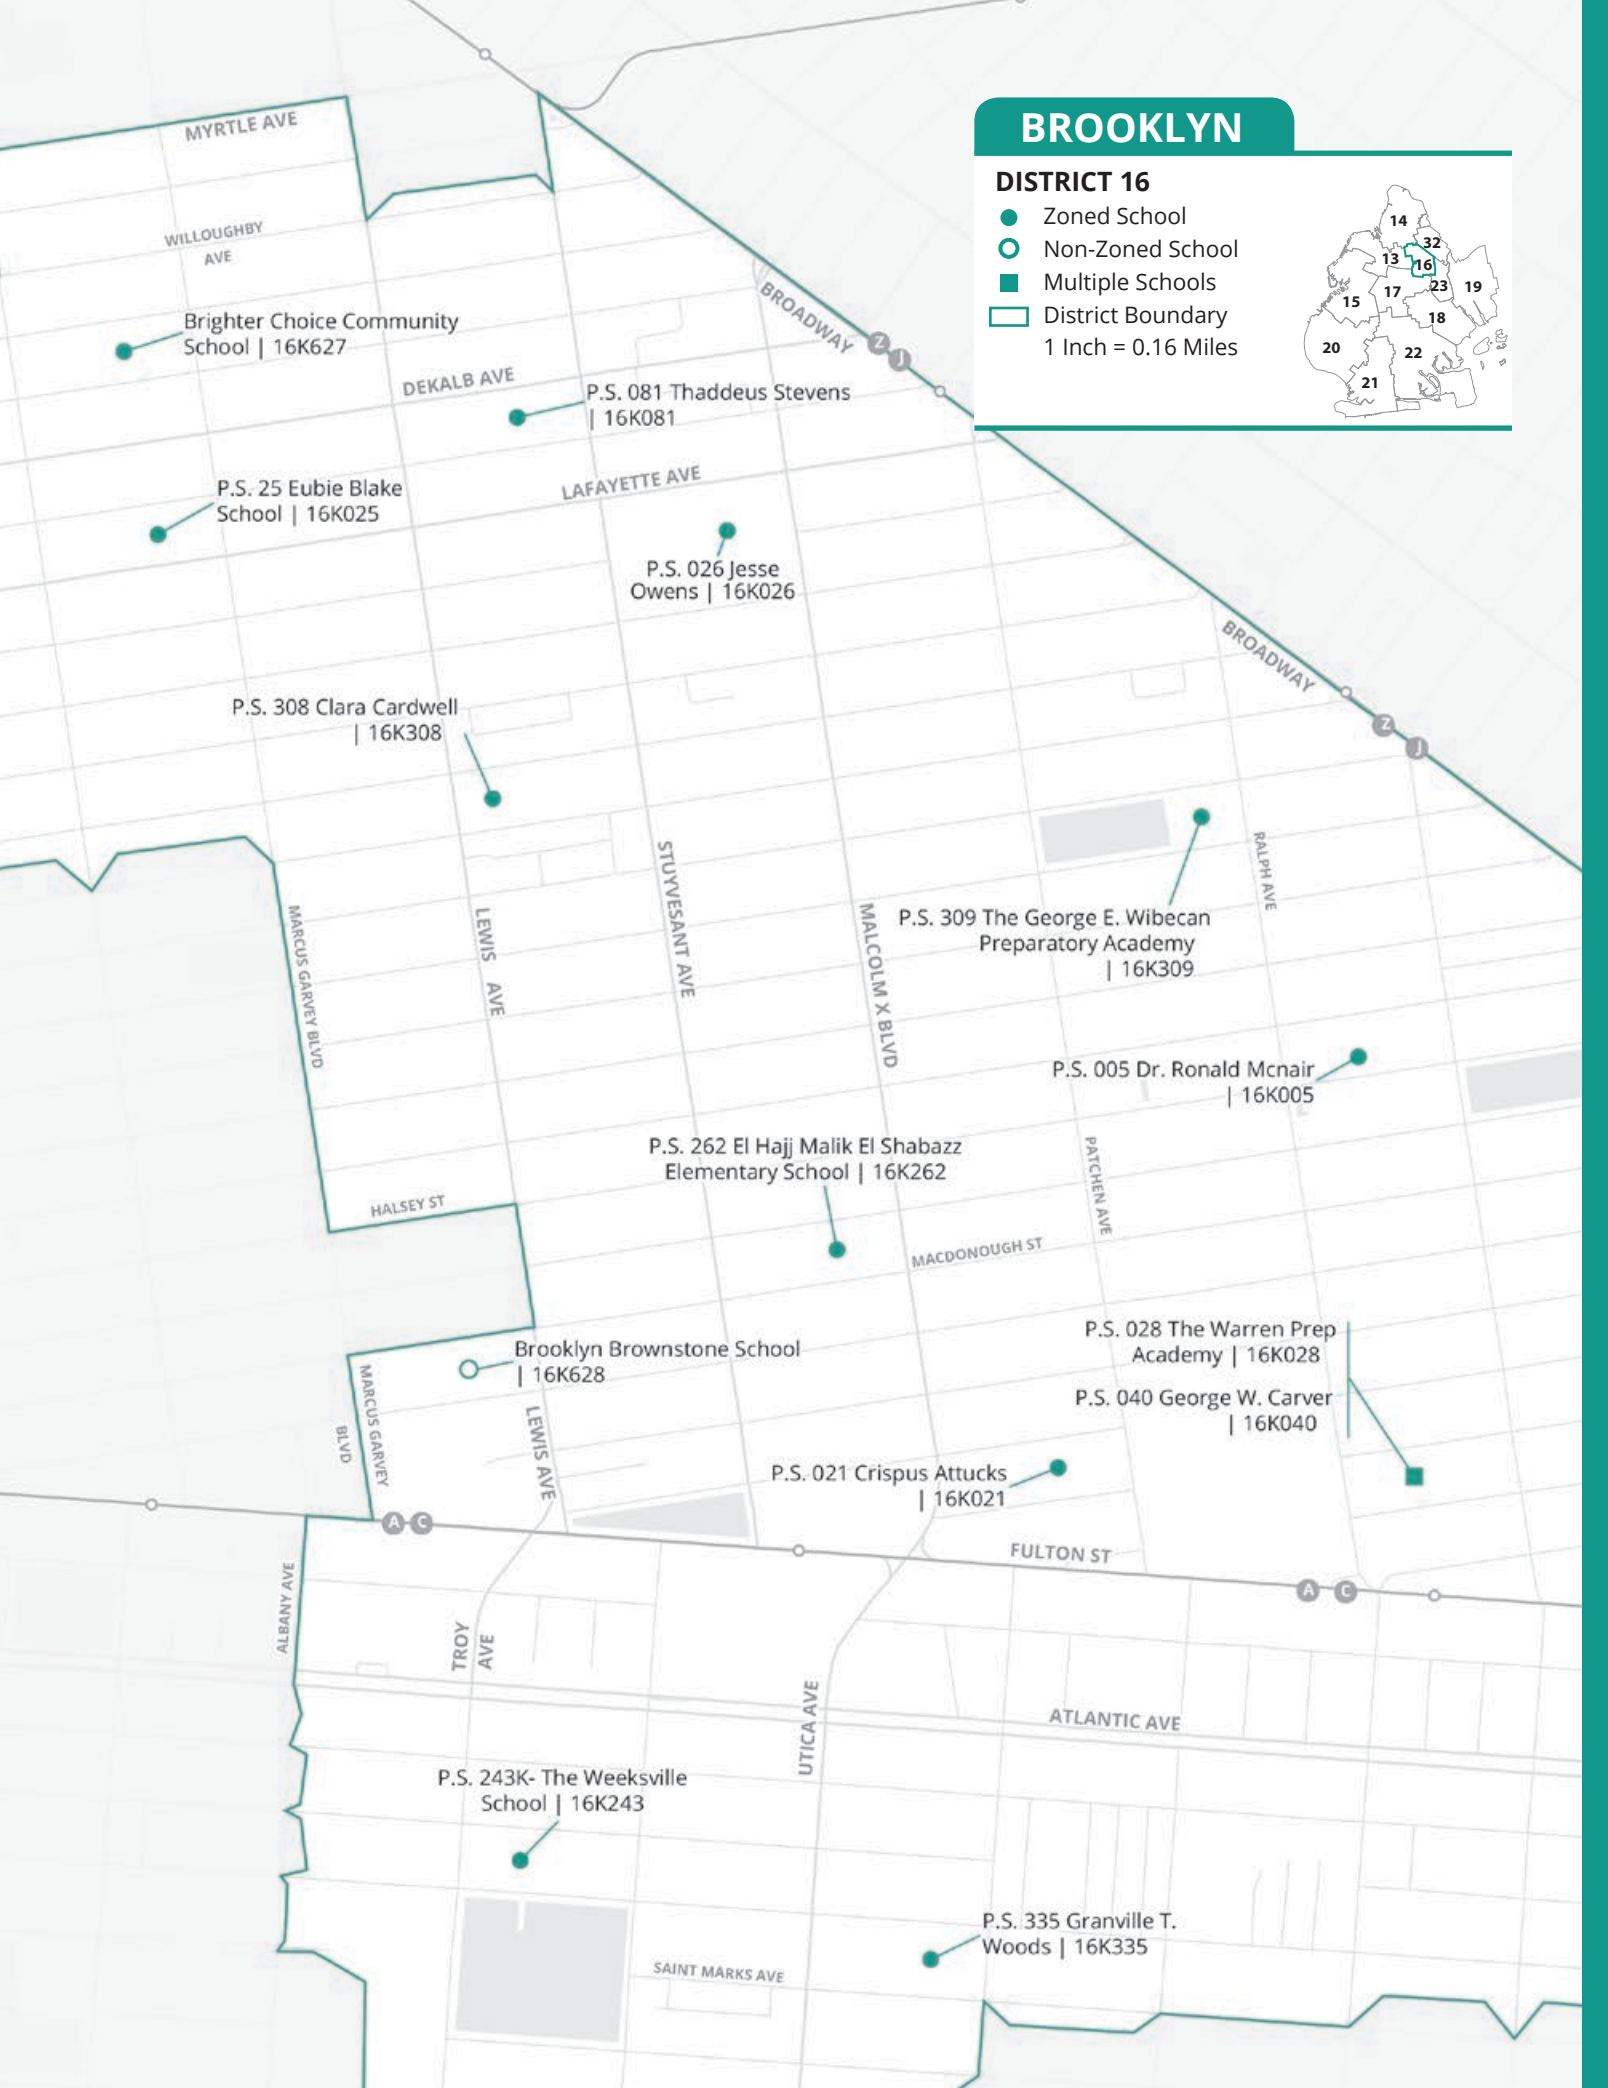 BROOKLYN
DISTRICT 16
Zoned School
Non-Zoned School
Multiple Schools
District Boundary
1 Inch = 0.16 Miles
14
32
13
16
23
19
17
15
18
20
22
21
MYRTLE AVE
WILLOUGHBY
AVE
BROADWAY
Z
J
Brighter Choice Community
School | 16K627
DEKALB AVE
P.S. 081 Thaddeus Stevens
| 16K081
LAFAYETTE AVE
P.S. 25 Eubie Blake
School | 16K025
P.S. 026 Jesse
Owens | 16K026
BROADWAY
Z
J
P.S. 308 Clara Cardwell
| 16K308
RALPH AVE
STUYVESANT AVE
MARCUS GARVEY BLVD
LEWIS
AVE
MALCOLM X BLVD
P.S. 309 The George E. Wibecan
Preparatory Academy
| 16K309
P.S. 005 Dr. Ronald Mcnair
| 16K005
P.S. 262 El Hajj Malik El Shabazz
Elementary School | 16K262
PATCHEN AVE
HALSEY ST
MACDONOUGH ST
P.S. 028 The Warren Prep
Academy | 16K028
P.S. 040 George W. Carver
| 16K040
Brooklyn Brownstone School
| 16K628
MARCUS GARVEY
BLVD
LEWIS AVE
P.S. 021 Crispus Attucks
| 16K021
A
C
FULTON ST
A
C
ALBANY AVE
TROY
AVE
UTICA AVE
ATLANTIC AVE
P.S. 243K- The Weeksville
School | 16K243
P.S. 335 Granville T.
Woods | 16K335
SAINT MARKS AVE